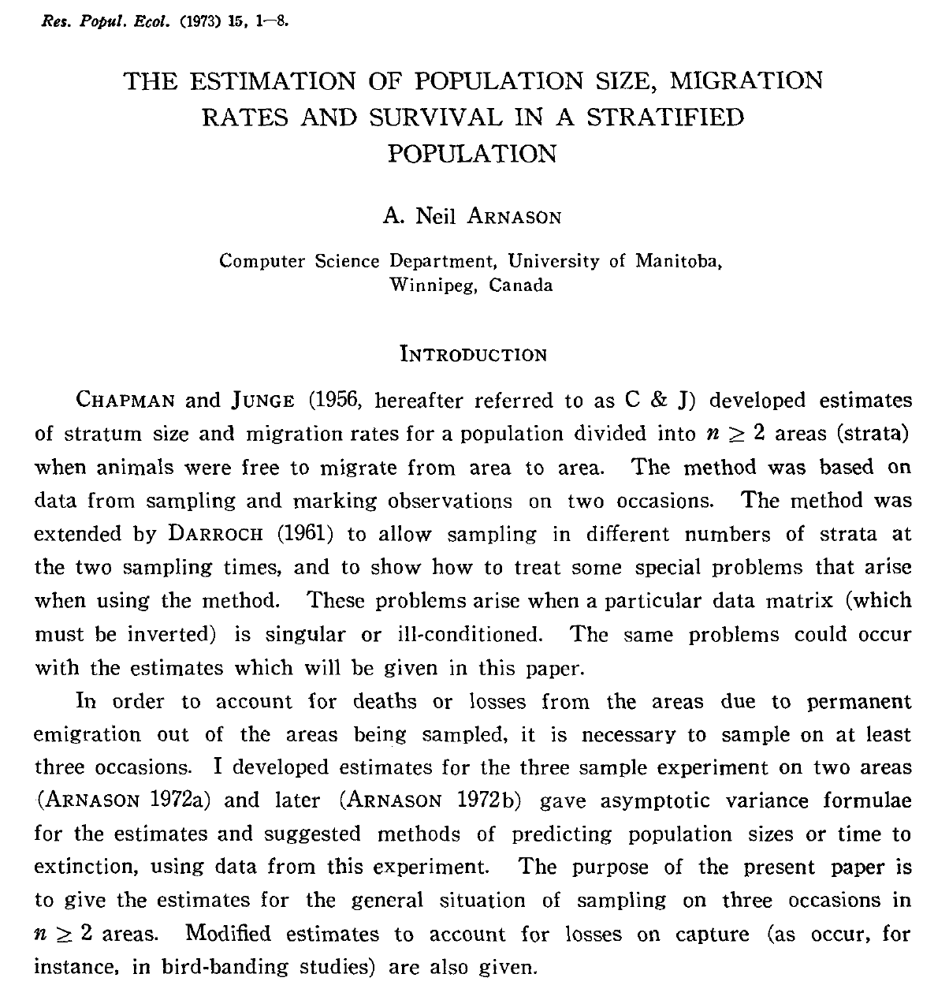 Res. Popul. Ecol. (1973) 15, 1—8.
THE ESTIMATION OF POPULATION SIZE, MIGRATION
RATES AND SURVIVAL IN A STRATIFIED
POPULATION
A. Neil ARNASON
Computer Science Department, University of Manitoba,
Winnipeg, Canada
INTRODUCTION
CHAPMAN and JUNGE (1956, hereafter referred to as C & J) developed estimates
of stratum size and migration rates for a population divided into n ≥ 2 areas (strata)
when animals were free to migrate from area to area. The method was based on
data from sampling and marking observations on two occasions. The method was
extended by DARROCH (1961) to allow sampling in different numbers of strata at
the two sampling times, and to show how to treat some special problems that arise
when using the method. These problems arise when a particular data matrix (which
must be inverted) is singular or ill-conditioned. The same problems could occur
with the estimates which will be given in this paper.
In order to account for deaths or losses from the areas due to permanent
emigration out of the areas being sampled, it is necessary to sample on at least
three occasions. I developed estimates for the three sample experiment on two areas
(ARNASON 1972a) and later (ARNASON 1972b) gave asymptotic variance formulae
for the estimates and suggested methods of predicting population sizes or time to
extinction, using data from this experiment. The purpose of the present paper is
to give the estimates for the general situation of sampling on three occasions in
n ≥ 2 areas. Modified estimates to account for losses on capture (as occur, for
instance, in bird-banding studies) are also given.